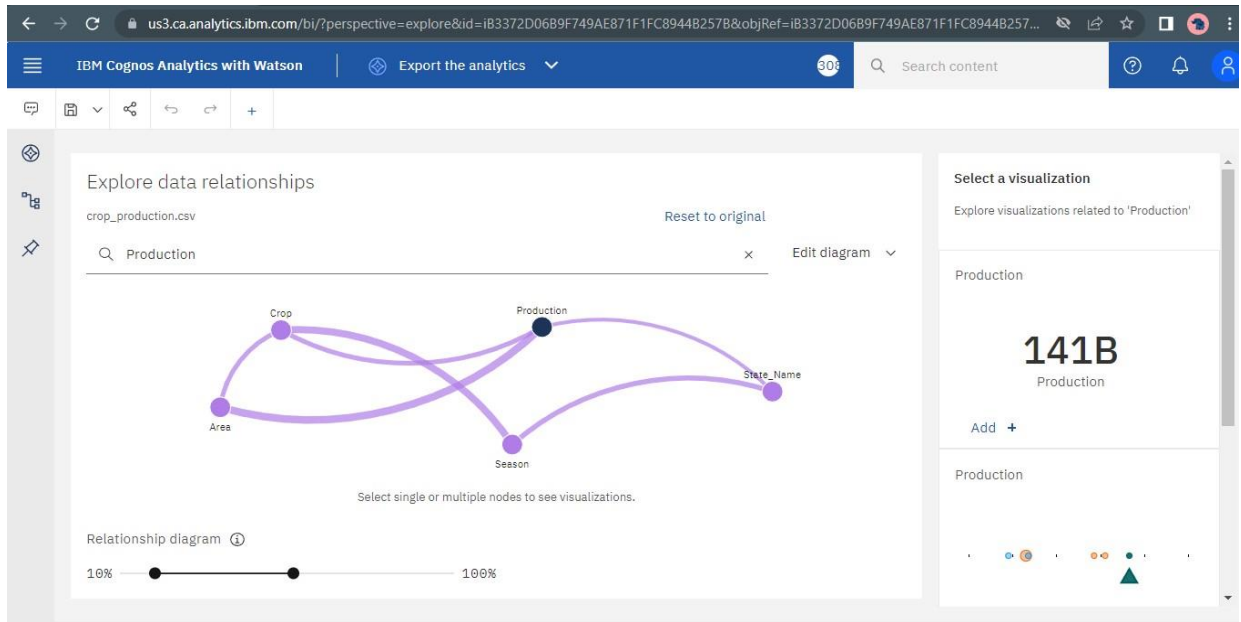 us3.ca.analytics.ibm.com/bi/?perspective=explore&id=iB3372D06B9F749AE871F1FC8944B257B&objRef=iB3372D06B9F749AE871F1FC8944B257...
IBM Cognos Analytics with Watson
Export the analytics
308
Search content
Explore data relationships
crop_production.csv
Reset to original
Production
Edit diagram
Crop
Production
State_Name
Area
Season
Select single or multiple nodes to see visualizations.
Relationship diagram
10%
100%
Select a visualization
Explore visualizations related to 'Production'
Production
141B
Production
Add +
Production